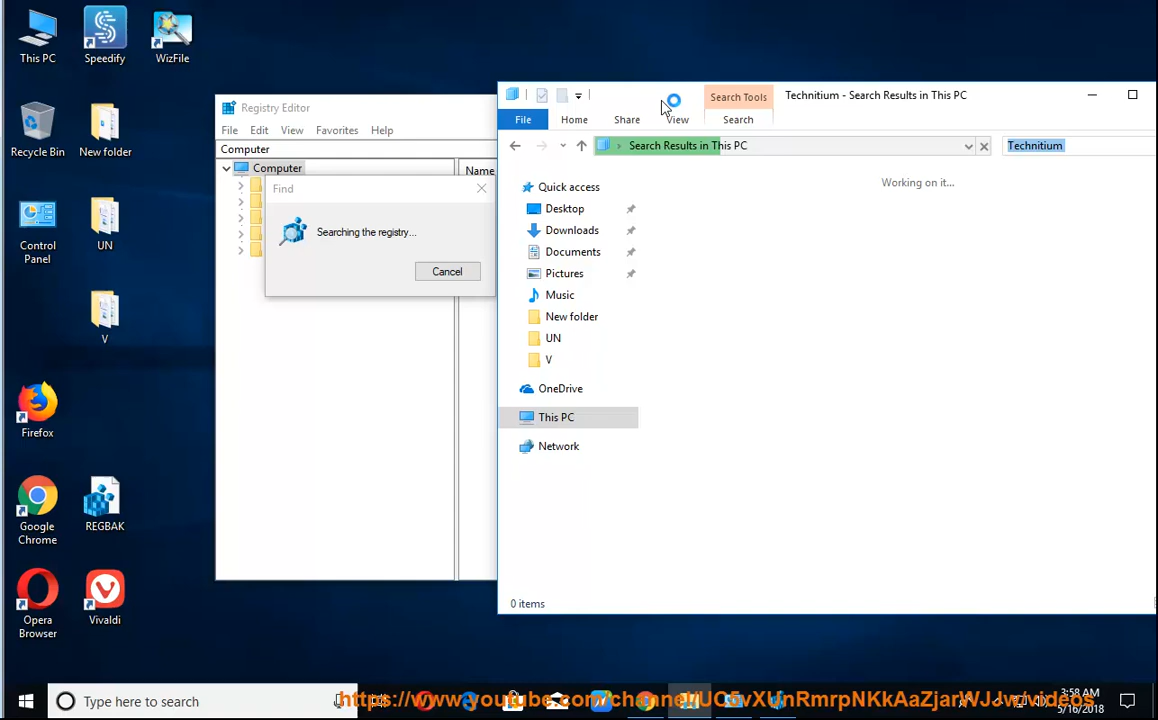 This PC
Speedify
WizFile
Recycle Bin
New folder
Control Panel
UN
V
Firefox
Google Chrome
REGBAK
Opera Browser
Vivaldi
Registry Editor
File Edit View Favorites Help
Computer
Computer
Name
Find
Searching the registry...
Cancel
Search Tools
Technitium - Search Results in This PC
File Home Share View Search
Search Results in This PC
Technitium
Quick access
Desktop
Downloads
Documents
Pictures
Music
New folder
UN
V
OneDrive
This PC
Network
Working on it...
0 items
Type here to search
3:58 AM
5/16/2018